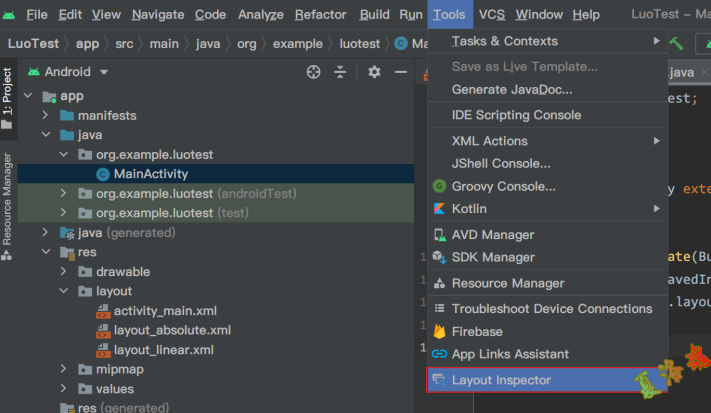 File Edit View Navigate Code Analyze Refactor Build Run Tools VCS Window Help LuoTest – Ma
LuoTest app src main java org example luotest Ma
Android
1: Project
Resource Manager
app
manifests
java
org.example.luotest
MainActivity
org.example.luotest (androidTest)
org.example.luotest (test)
java (generated)
res
drawable
layout
activity_main.xml
layout_absolute.xml
layout_linear.xml
mipmap
values
res (generated)
Tasks & Contexts
Save as Live Template...
Generate JavaDoc...
IDE Scripting Console
XML Actions
JShell Console...
Groovy Console...
Kotlin
AVD Manager
SDK Manager
Resource Manager
Troubleshoot Device Connections
Firebase
App Links Assistant
Layout Inspector
.java
est;
y exte
ate(Bu
avedIn
.layou